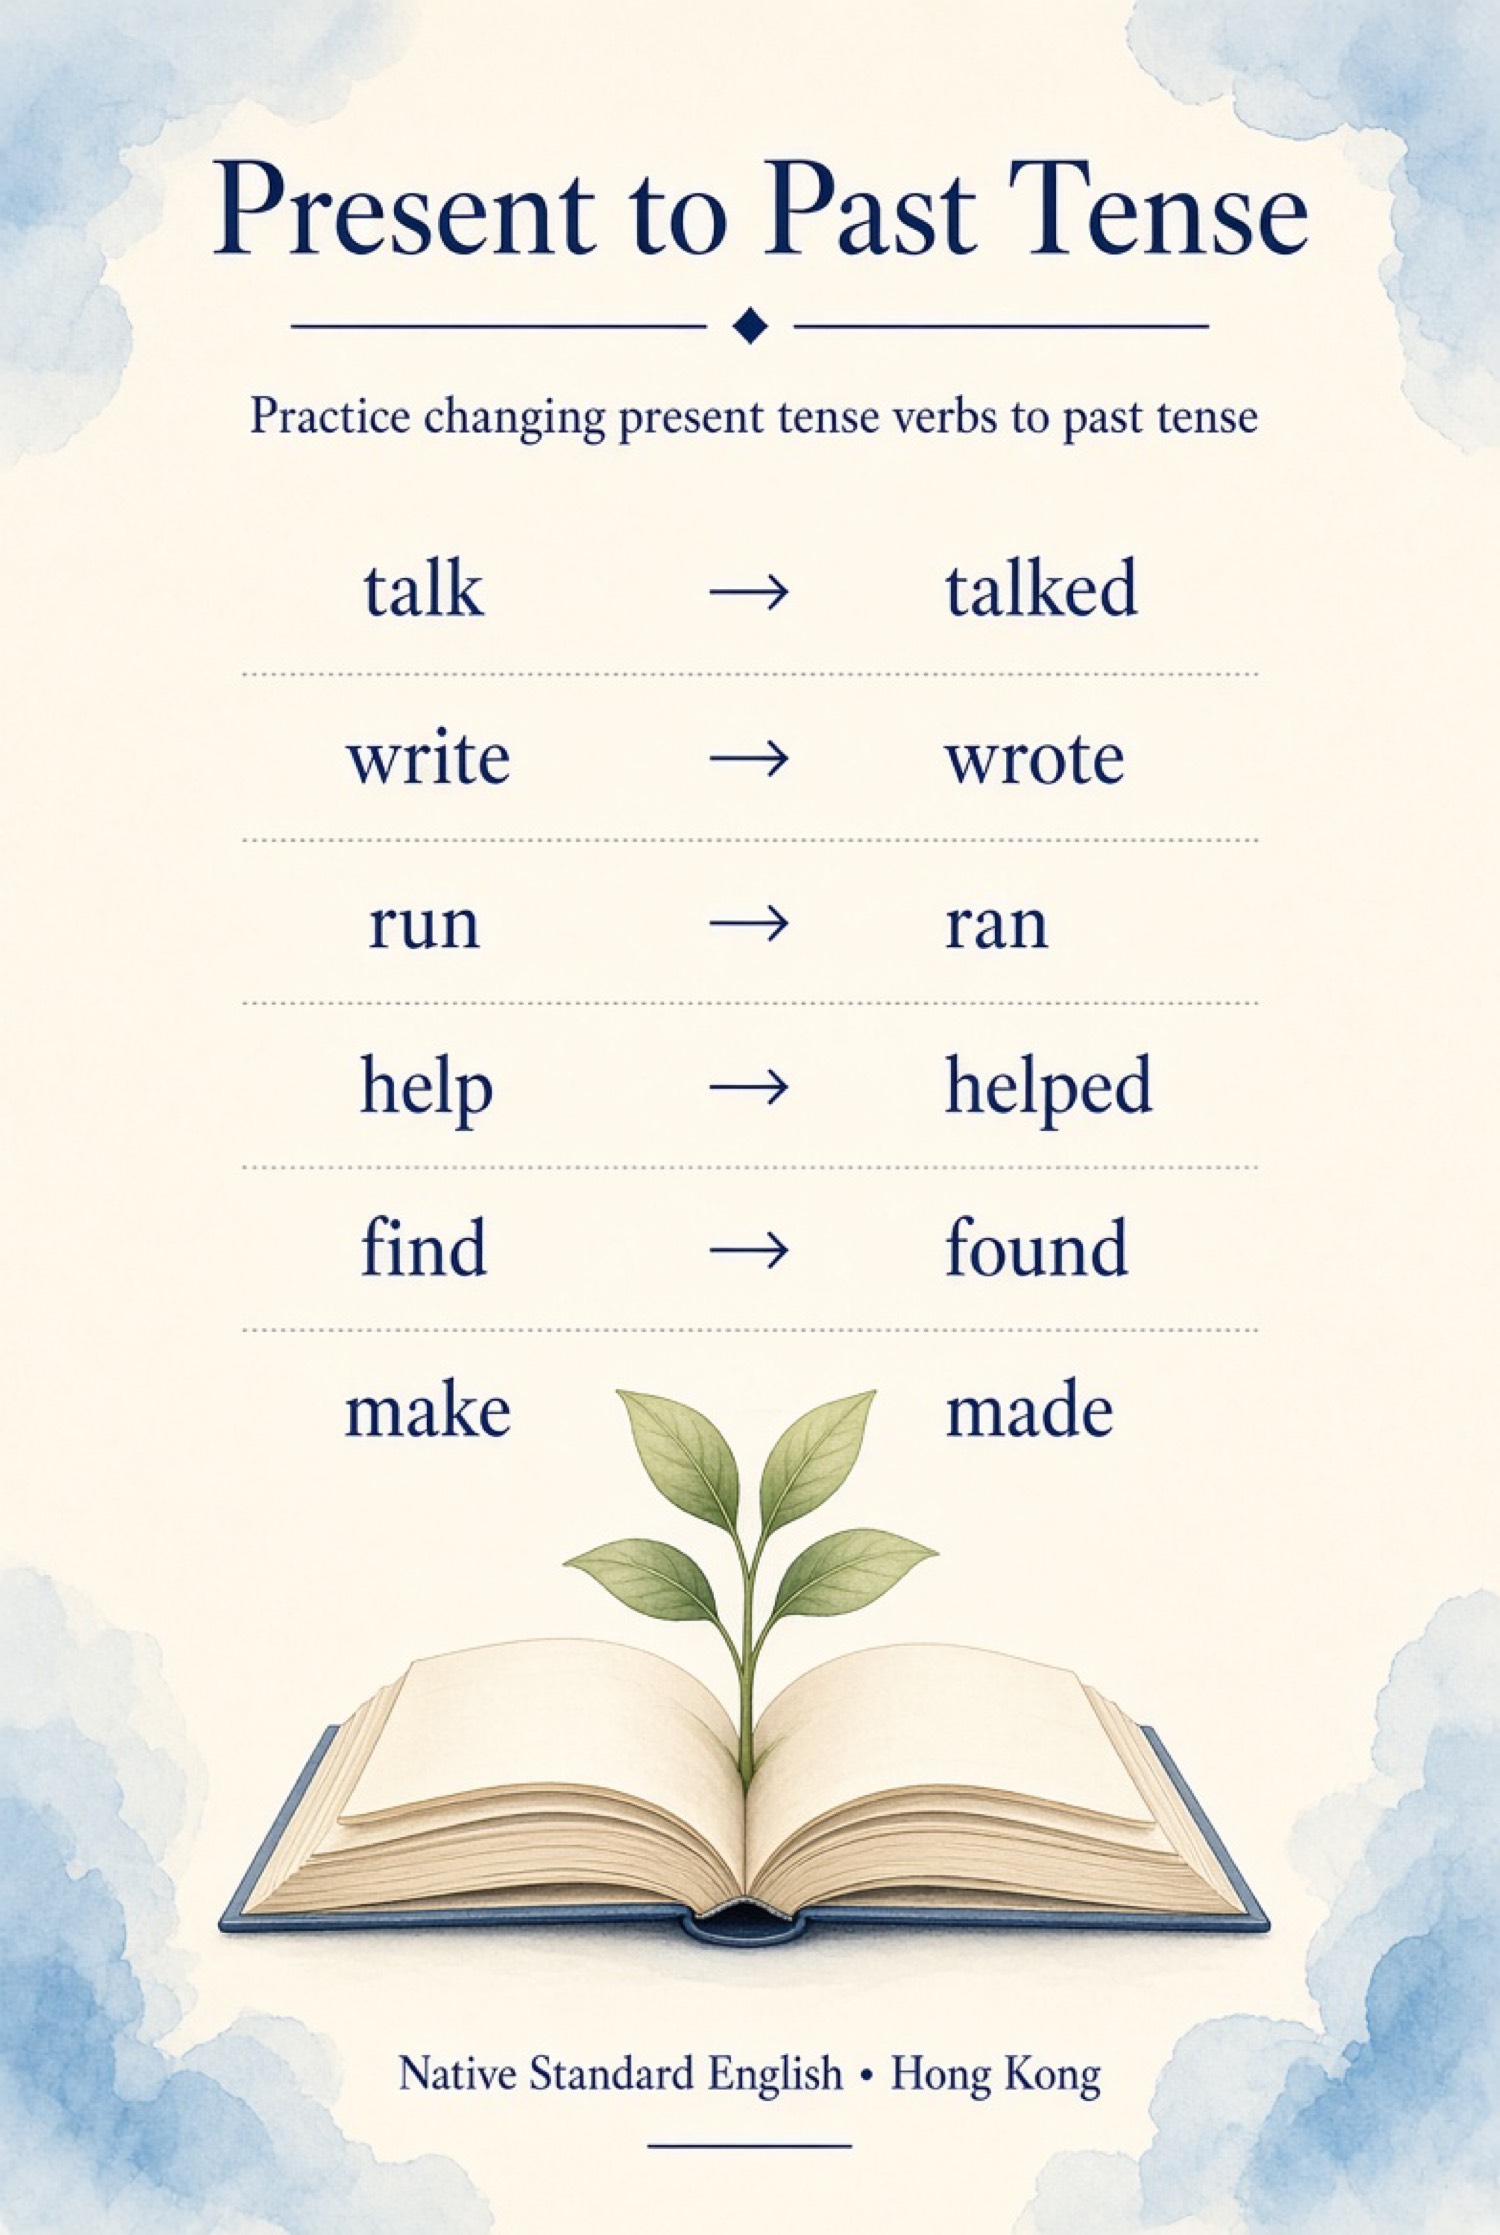 Present to Past Tense
Practice changing present tense verbs to past tense
talk → talked
write → wrote
run → ran
help → helped
find → found
make made
Native Standard English • Hong Kong